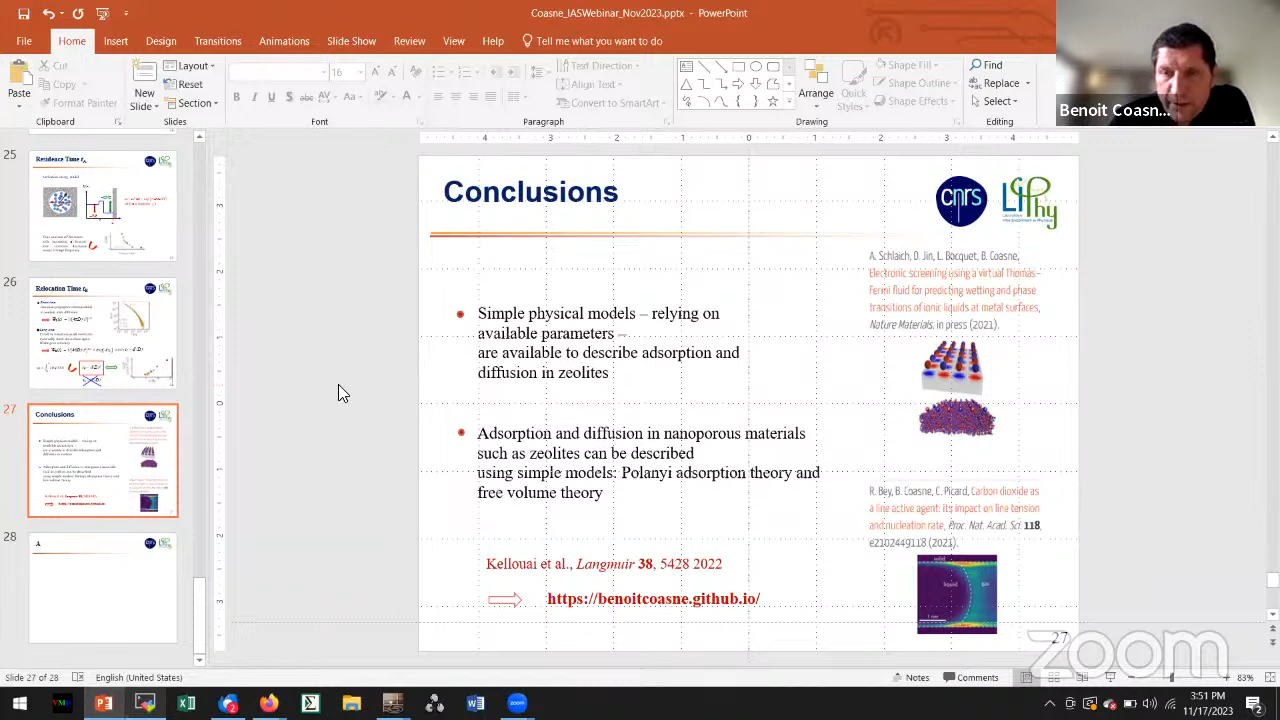 Coasne_IASWebinar_Nov2023.pptx - PowerPoint
File
Home
Insert
Design
Transitions
Animations
Slide Show
Review
View
Help
Tell me what you want to do
Paste
Cut
Copy
Format Painter
Clipboard
New
Slide
Layout
Reset
Section
Slides
16
Font
Paragraph
Text Direction
Align Text
Convert to SmartArt
Arrange
Quick
Styles
Shape Fill
Shape Outline
Shape Effects
Drawing
Find
Replace
Select
Editing
Benoit Coasn...
25
Residence Time
26
Relocation Time
27
Conclusions
28
A
Conclusions
cnrs
LiPhy
Simple physical models – relying on
available parameters –
are available to describe adsorption and
diffusion in zeolites
Adsorption and diffusion in nanoporous materials
such as zeolites can be described
using simple models: Polanyi adsorption theory and
free volume theory
Kellouai et al., Langmuir 38, 5428 2022
https://benoitcoasne.github.io/
A. Schlaich, D. Jin, L. Bocquet, B. Coasne,
Electronic screening using a virtual Thomas–
Fermi fluid for predicting wetting and phase
transitions of ionic liquids at metal surfaces,
Nature Materials, in press (2021).
R. Bey, B. Coasne, C. Picard, Carbon dioxide as
a line active agent: its impact on line tension
and nucleation rate, Proc. Nat. Acad. Sci. 118,
e2102449118 (2021).
solid
liquid
gas
27
zoom
Slide 27 of 28
English (United States)
Notes
Comments
83%
3:51 PM
11/17/2023